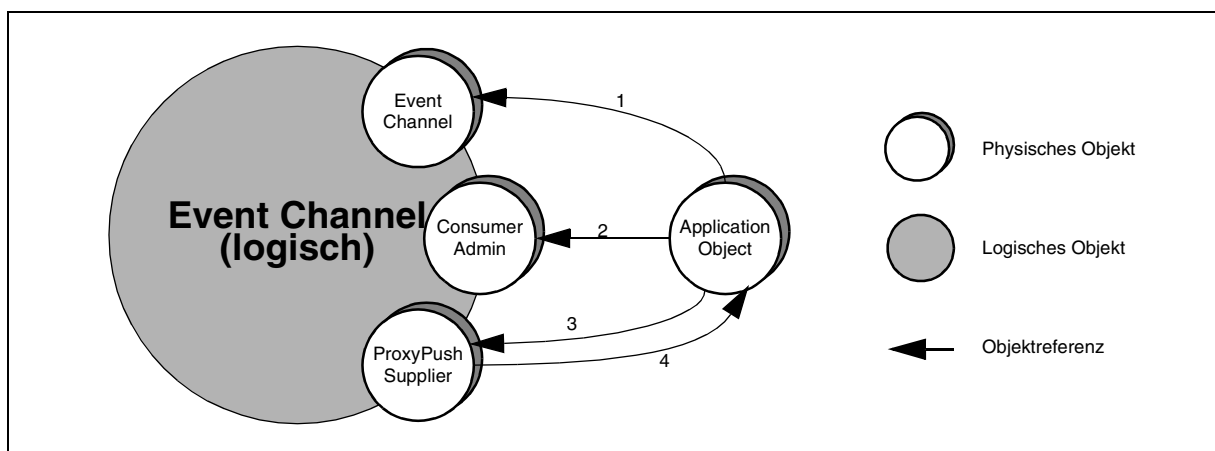 Event
Channel
1
Event Channel
(logisch)
Consumer
Admin
2
Application
Object
3
ProxyPush
Supplier
4
Physisches Objekt
Logisches Objekt
Objektreferenz